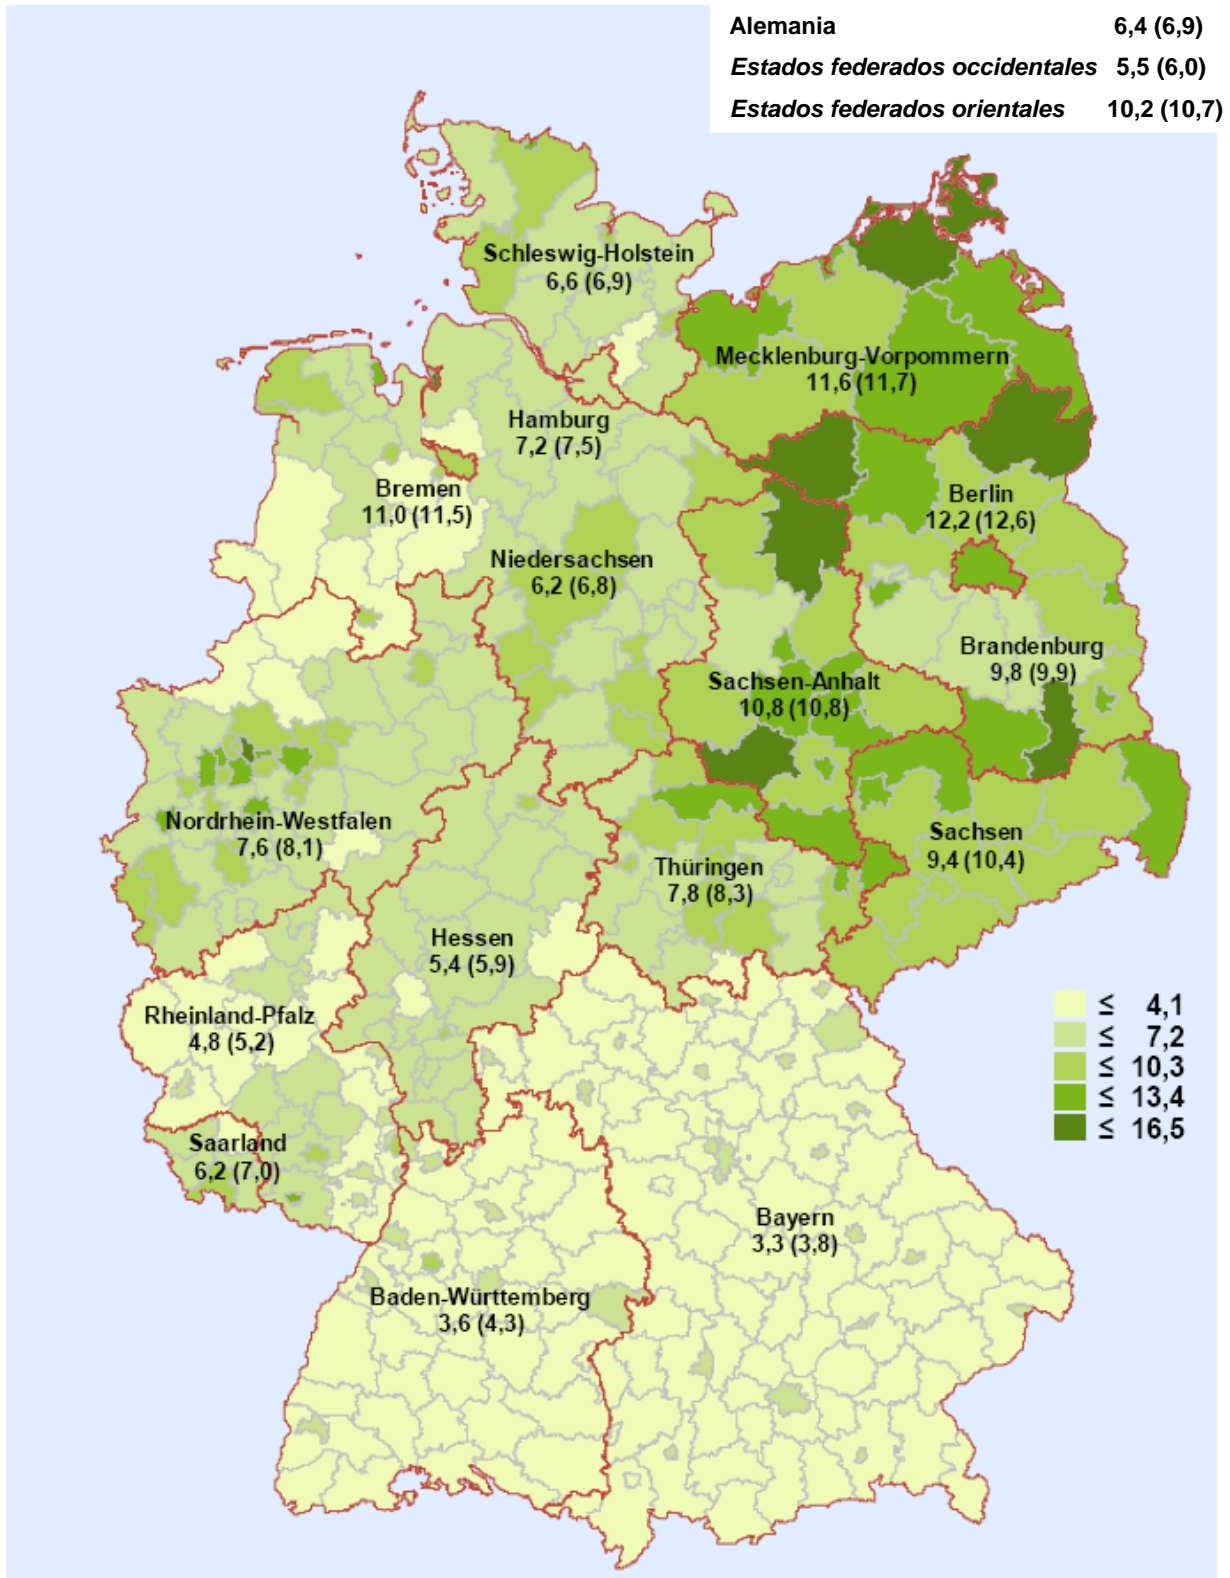 Alemania 6,4 (6,9)
Estados federados occidentales 5,5 (6,0)
Estados federados orientales 10,2 (10,7)
Schleswig-Holstein
6,6 (6,9)
Mecklenburg-Vorpommern
11,6 (11,7)
Hamburg
7,2 (7,5)
Bremen
11,0 (11,5)
Berlin
12,2 (12,6)
Niedersachsen
6,2 (6,8)
Brandenburg
9,8 (9,9)
Sachsen-Anhalt
10,8 (10,8)
Nordrhein-Westfalen
7,6 (8,1)
Sachsen
9,4 (10,4)
Thüringen
7,8 (8,3)
Hessen
5,4 (5,9)
Rheinland-Pfalz
4,8 (5,2)
≤ 4,1
≤ 7,2
≤ 10,3
≤ 13,4
≤ 16,5
Saarland
6,2 (7,0)
Bayern
3,3 (3,8)
Baden-Württemberg
3,6 (4,3)